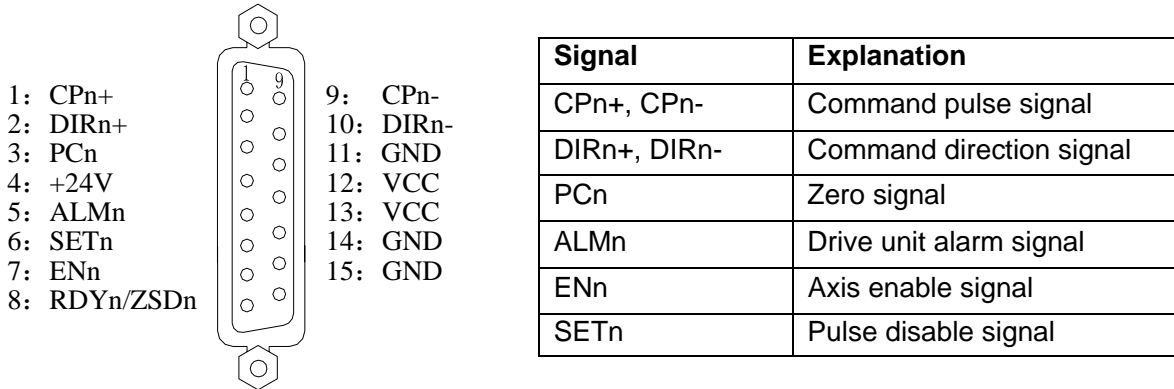 1：CPn+
2：DIRn+
3：PCn
4：+24V
5：ALMn
6：SETn
7：ENn
8：RDYn/ZSDn
1
9
9： CPn-
10：DIRn-
11：GND
12：VCC
13：VCC
14：GND
15：GND
Signal Explanation
CPn+, CPn- Command pulse signal
DIRn+, DIRn- Command direction signal
PCn Zero signal
ALMn Drive unit alarm signal
ENn Axis enable signal
SETn Pulse disable signal